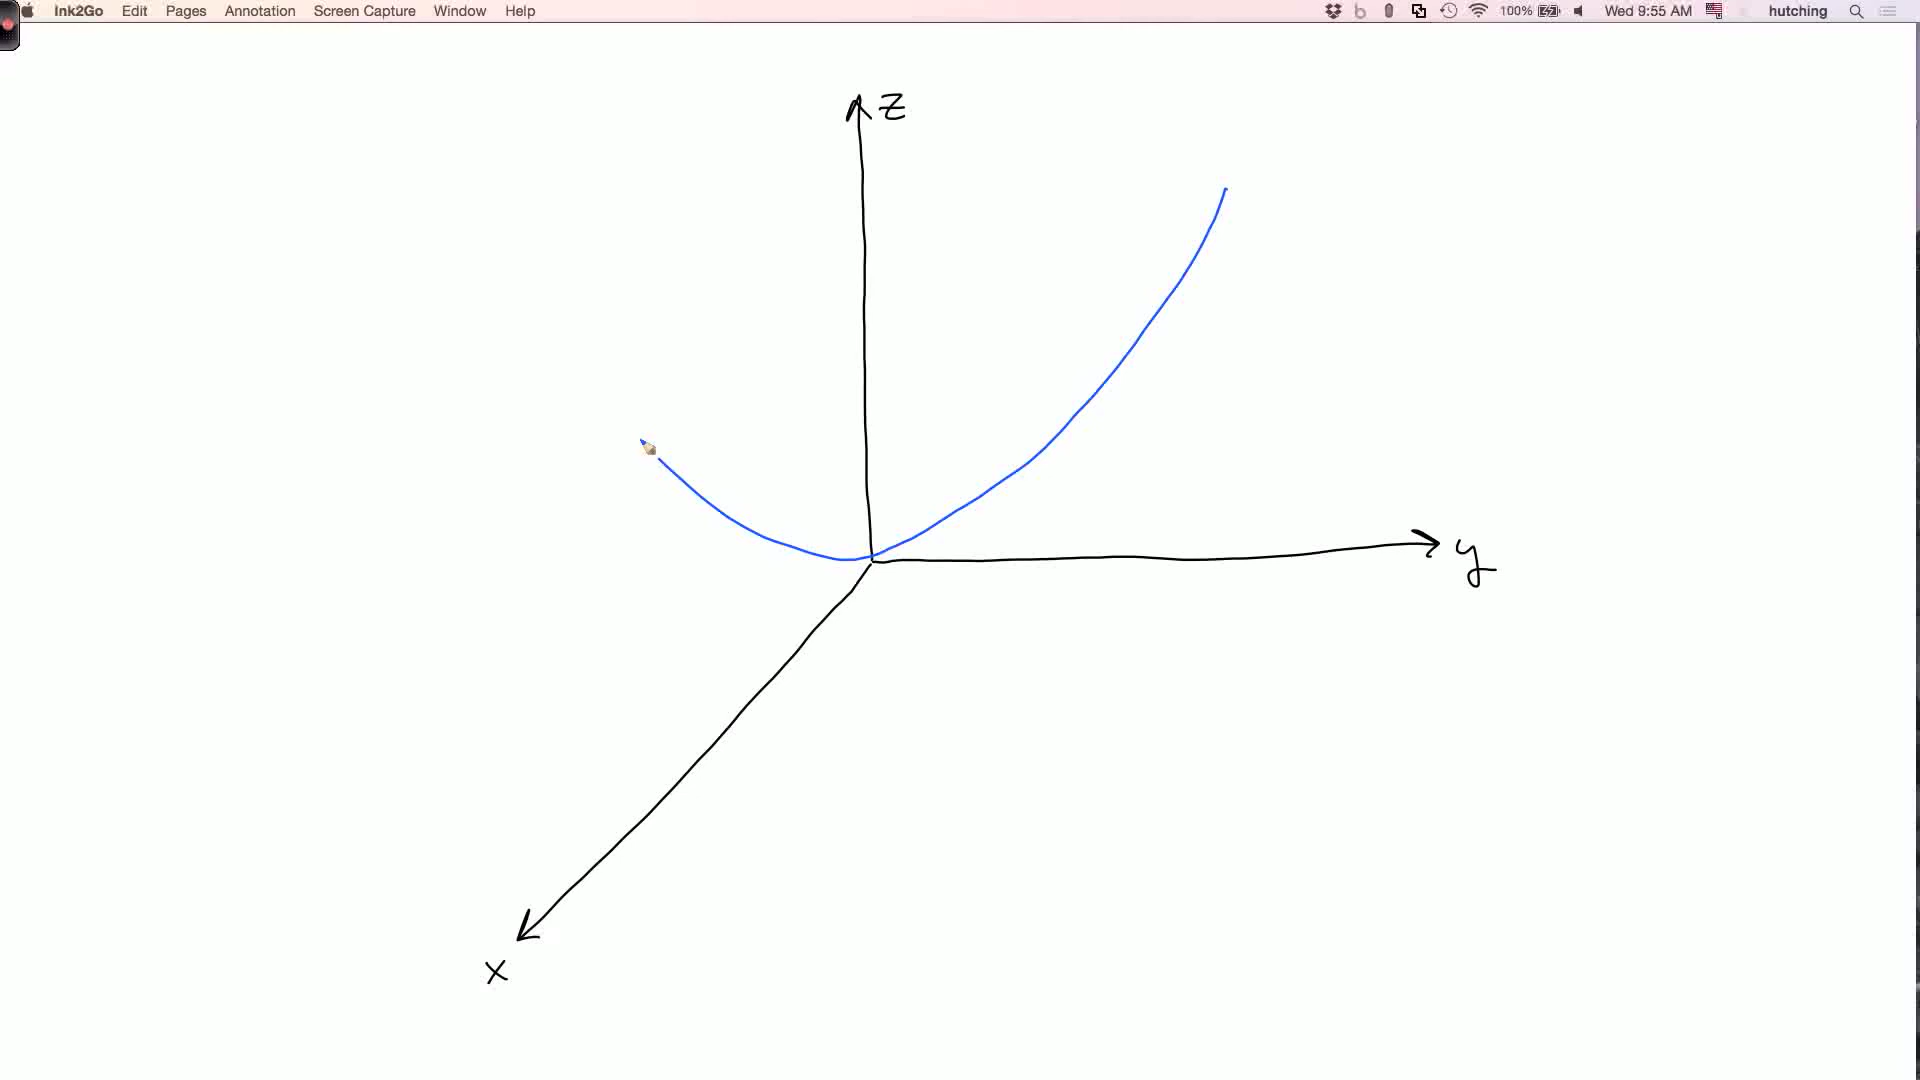 Ink2Go Edit Pages Annotation Screen Capture Window Help 100% Wed 9:55 AM hutching
z
y
x